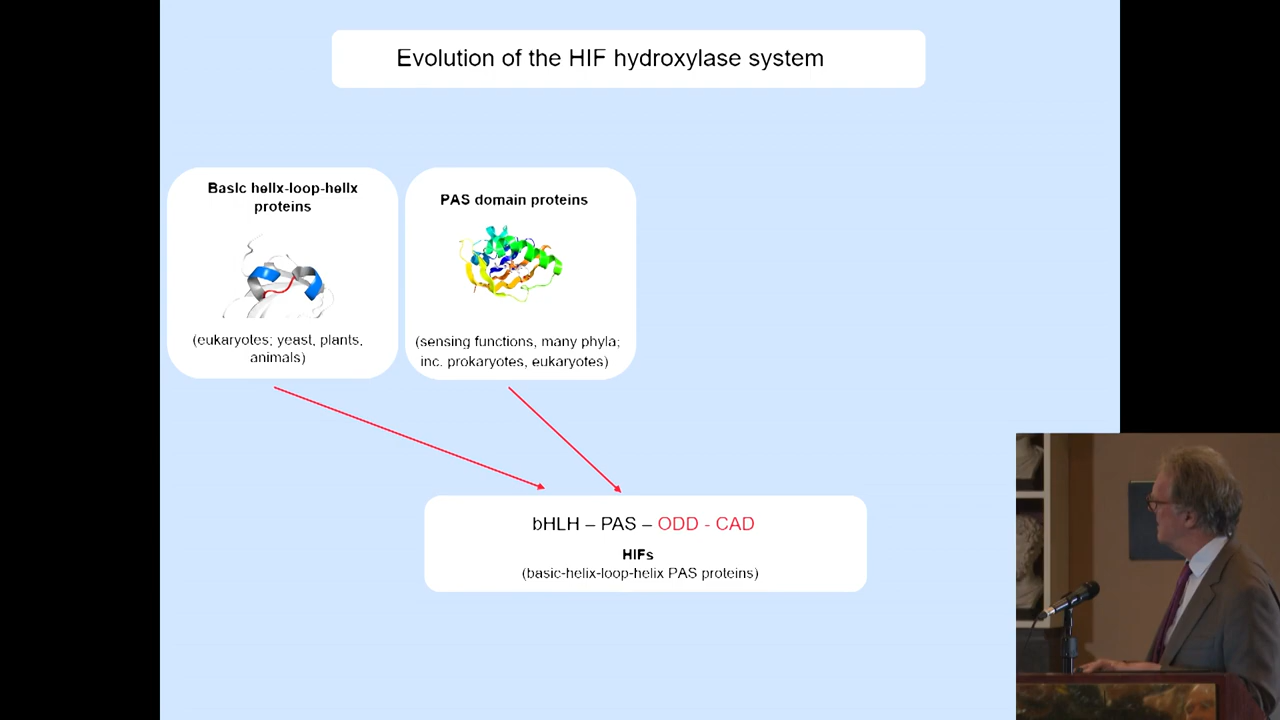 Evolution of the HIF hydroxylase system
Basic helix-loop-helix
proteins
(eukaryotes; yeast, plants,
animals)
PAS domain proteins
(sensing functions, many phyla;
inc. prokaryotes, eukaryotes)
bHLH – PAS – ODD - CAD
HIFs
(basic-helix-loop-helix PAS proteins)